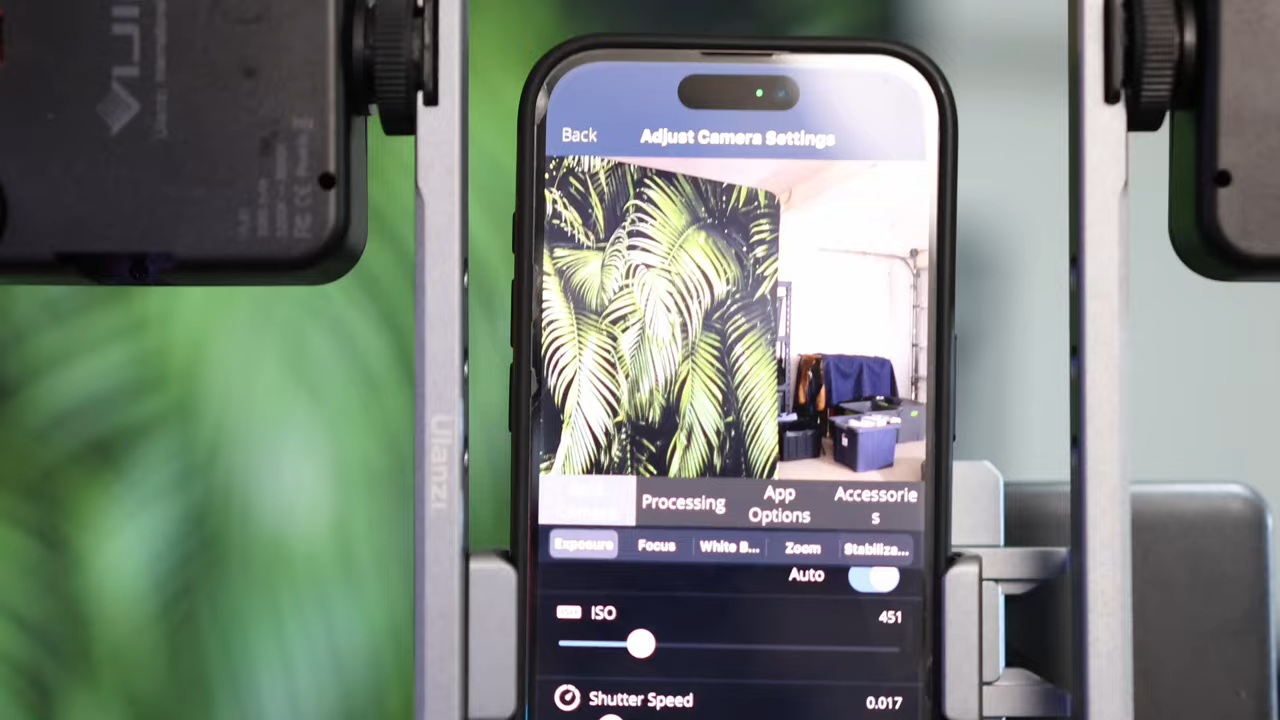 VIJI
Back
Adjust Camera Settings
Processing
App
Options
Accessorie
s
Exposure
Focus
White B...
Zoom
Stabiliza...
Auto
ISO
451
Shutter Speed
0.017
Ulanzi